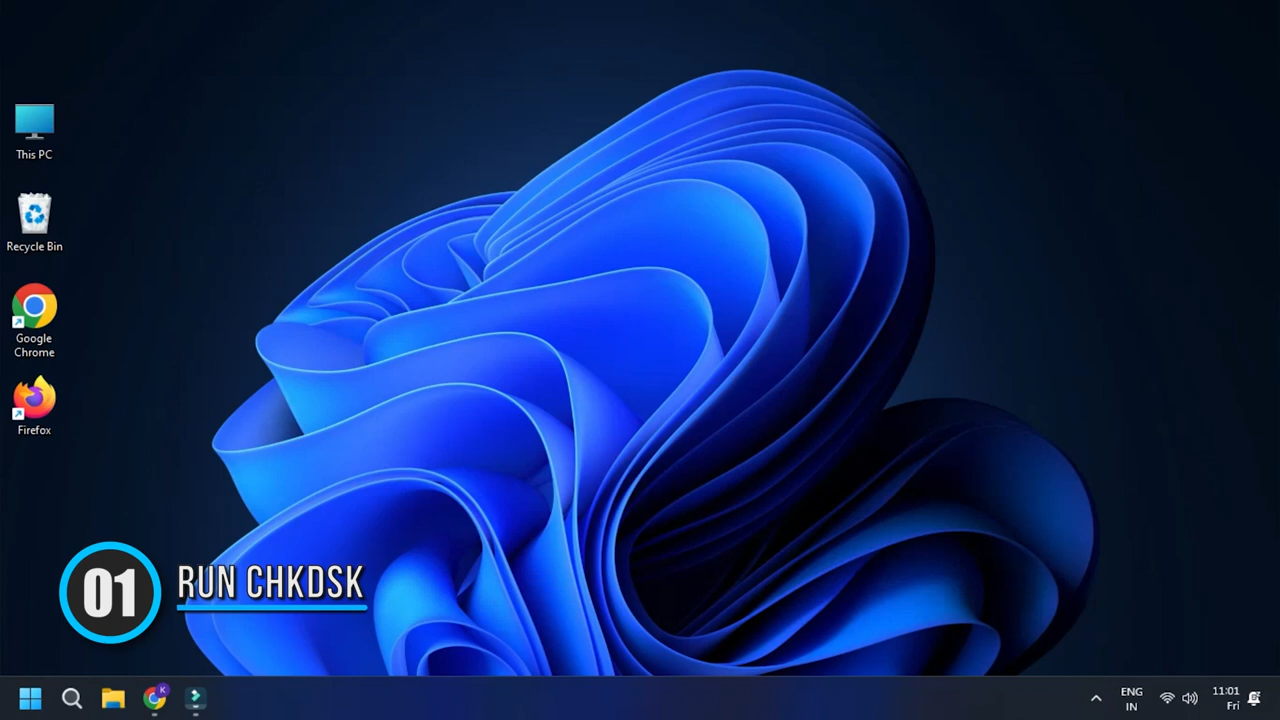 This PC
Recycle Bin
Google
Chrome
Firefox
01
RUN CHKDSK
K
ENG
IN
11:01
Fri